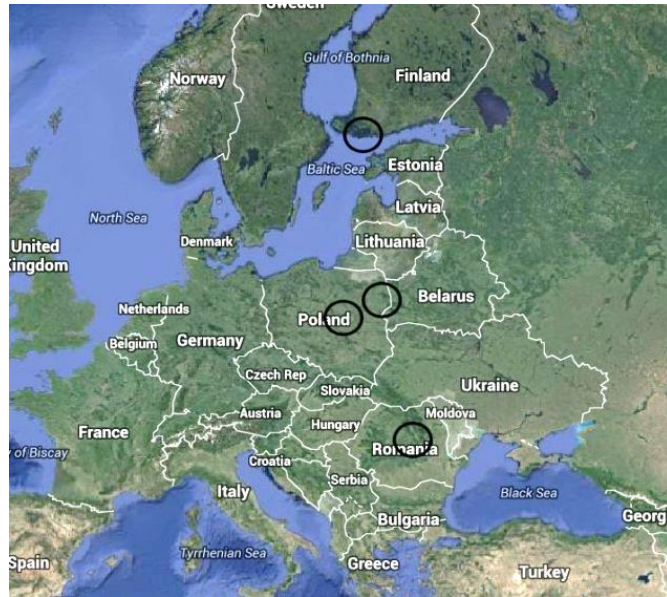 Sweden
Gulf of Bothnia
Norway
Finland
Baltic Sea
Estonia
Latvia
North Sea
Denmark
Lithuania
United
Kingdom
Belarus
Netherlands
Poland
Belgium
Germany
Czech Rep
Ukraine
Slovakia
Austria
Moldova
France
Hungary
Romania
y of Biscay
Croatia
Serbia
Italy
Black Sea
Bulgaria
Georg
Tyrrhenian Sea
Spain
Greece
Turkey